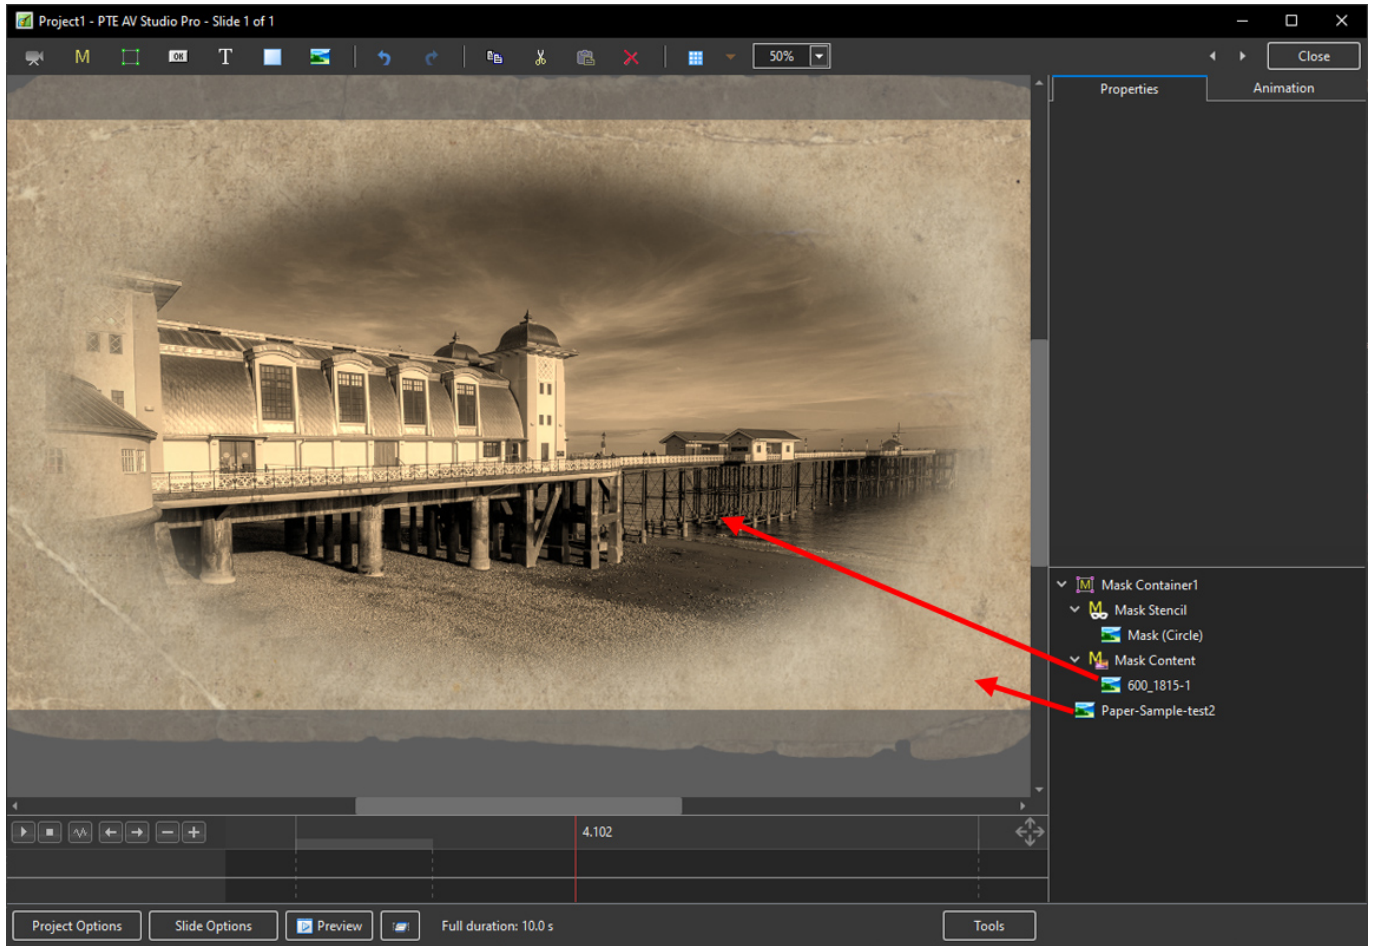 Project1 - PTE AV Studio Pro - Slide 1 of 1
M
OK
T
50%
Close
Properties
Animation
Mask Container1
Mask Stencil
Mask (Circle)
Mask Content
600_1815-1
Paper-Sample-test2
4.102
Project Options
Slide Options
Preview
Full duration: 10.0 s
Tools